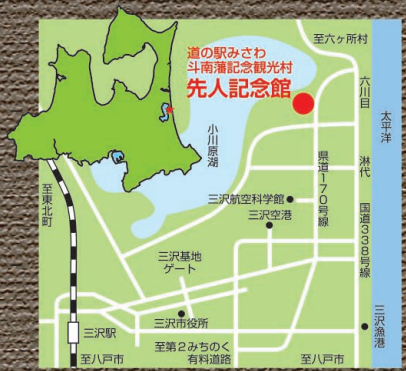 道の駅みさわ
斗南藩記念観光村
先人記念館
至六ヶ所村
六川目
太平洋
小川原湖
淋代
県道170号線
三沢航空科学館
三沢空港
国道338号線
至東北町
三沢基地
ゲート
三沢市役所
三沢漁港
三沢駅
至第2みちのく
有料道路
至八戸市
至八戸市